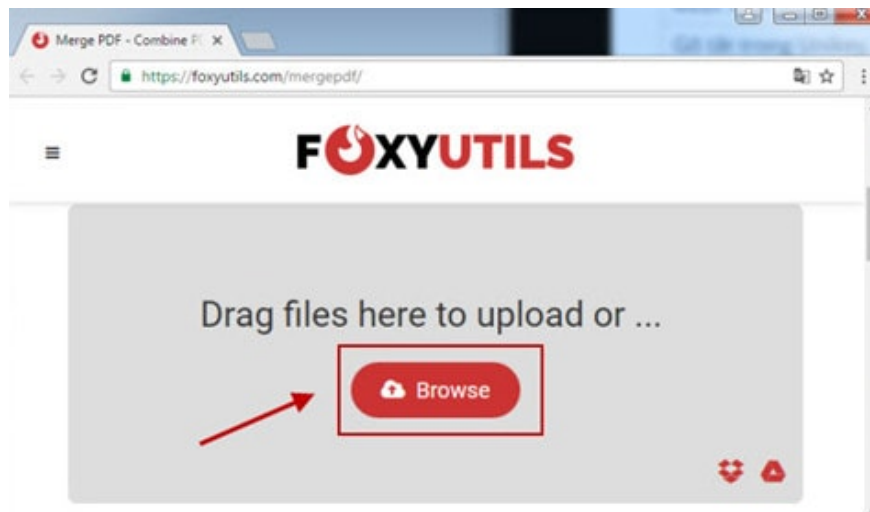 Merge PDF - Combine P
https://foxyutils.com/mergepdf/
FOXYUTILS
Drag files here to upload or ...
Browse